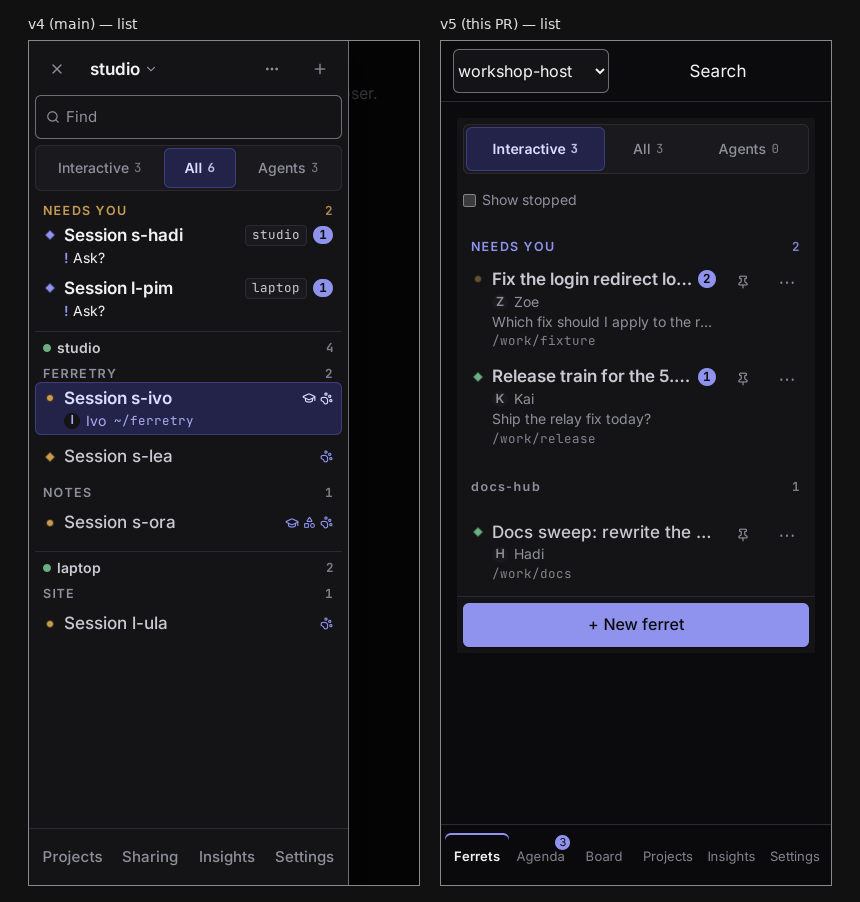 v4 (main) — list
studio
ser.
Find
Interactive 3 All 6 Agents 3
NEEDS YOU 2
Session s-hadi studio 1
! Ask?
Session l-pim laptop 1
! Ask?
studio 4
FERRETRY 2
Session s-ivo
I Ivo ~/ferretry
Session s-lea
NOTES 1
Session s-ora
laptop 2
SITE 1
Session l-ula
Projects Sharing Insights Settings
v5 (this PR) — list
workshop-host Search
Interactive 3 All 3 Agents 0
Show stopped
NEEDS YOU 2
Fix the login redirect lo... 2
Z Zoe
Which fix should I apply to the r...
/work/fixture
Release train for the 5.... 1
K Kai
Ship the relay fix today?
/work/release
docs-hub 1
Docs sweep: rewrite the ...
H Hadi
/work/docs
+ New ferret
3
Ferrets Agenda Board Projects Insights Settings